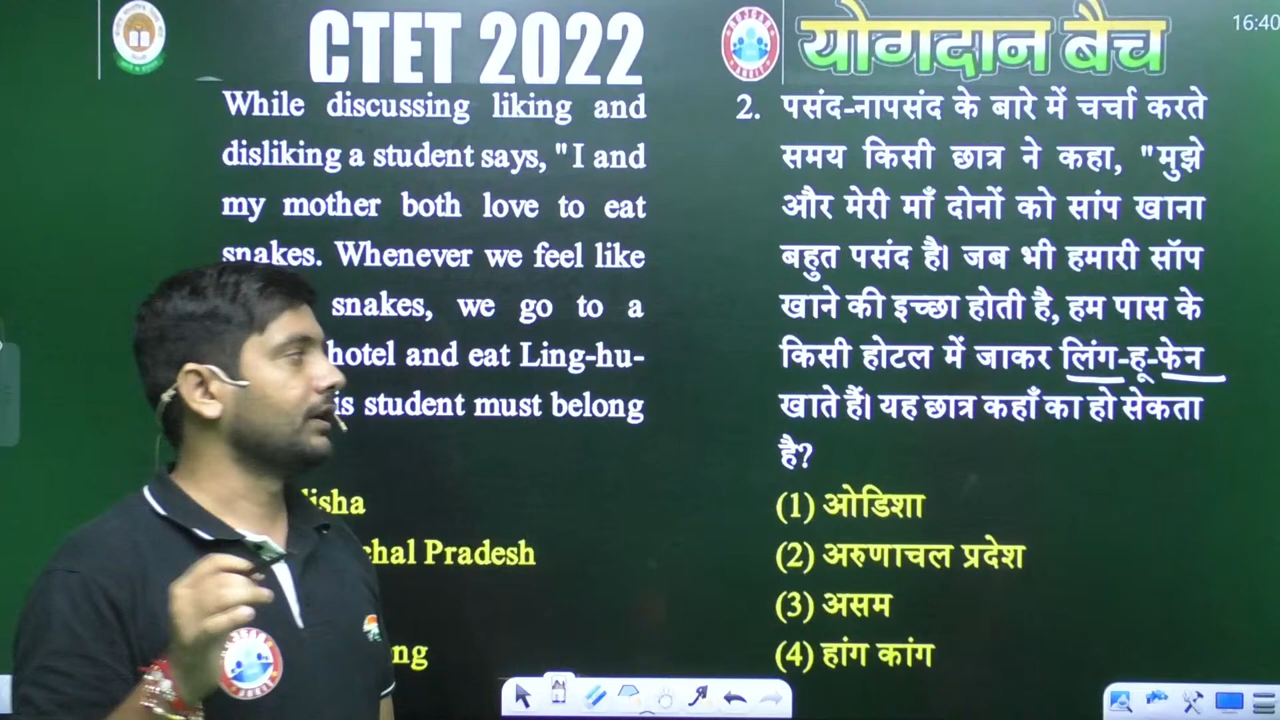 CTET 2022
योगदान बैच
16:40
While discussing liking and
disliking a student says, "I and
my mother both love to eat
snakes. Whenever we feel like
snakes, we go to a
hotel and eat Ling-hu-
is student must belong
isha
chal Pradesh
ng
2. पसंद-नापसंद के बारे में चर्चा करते
समय किसी छात्र ने कहा, "मुझे
और मेरी माँ दोनों को सांप खाना
बहुत पसंद है। जब भी हमारी सॉप
खाने की इच्छा होती है, हम पास के
किसी होटल में जाकर लिंग-हू-फेन
खाते हैं। यह छात्र कहाँ का हो सेकता
है?
(1) ओडिशा
(2) अरुणाचल प्रदेश
(3) असम
(4) हांग कांग